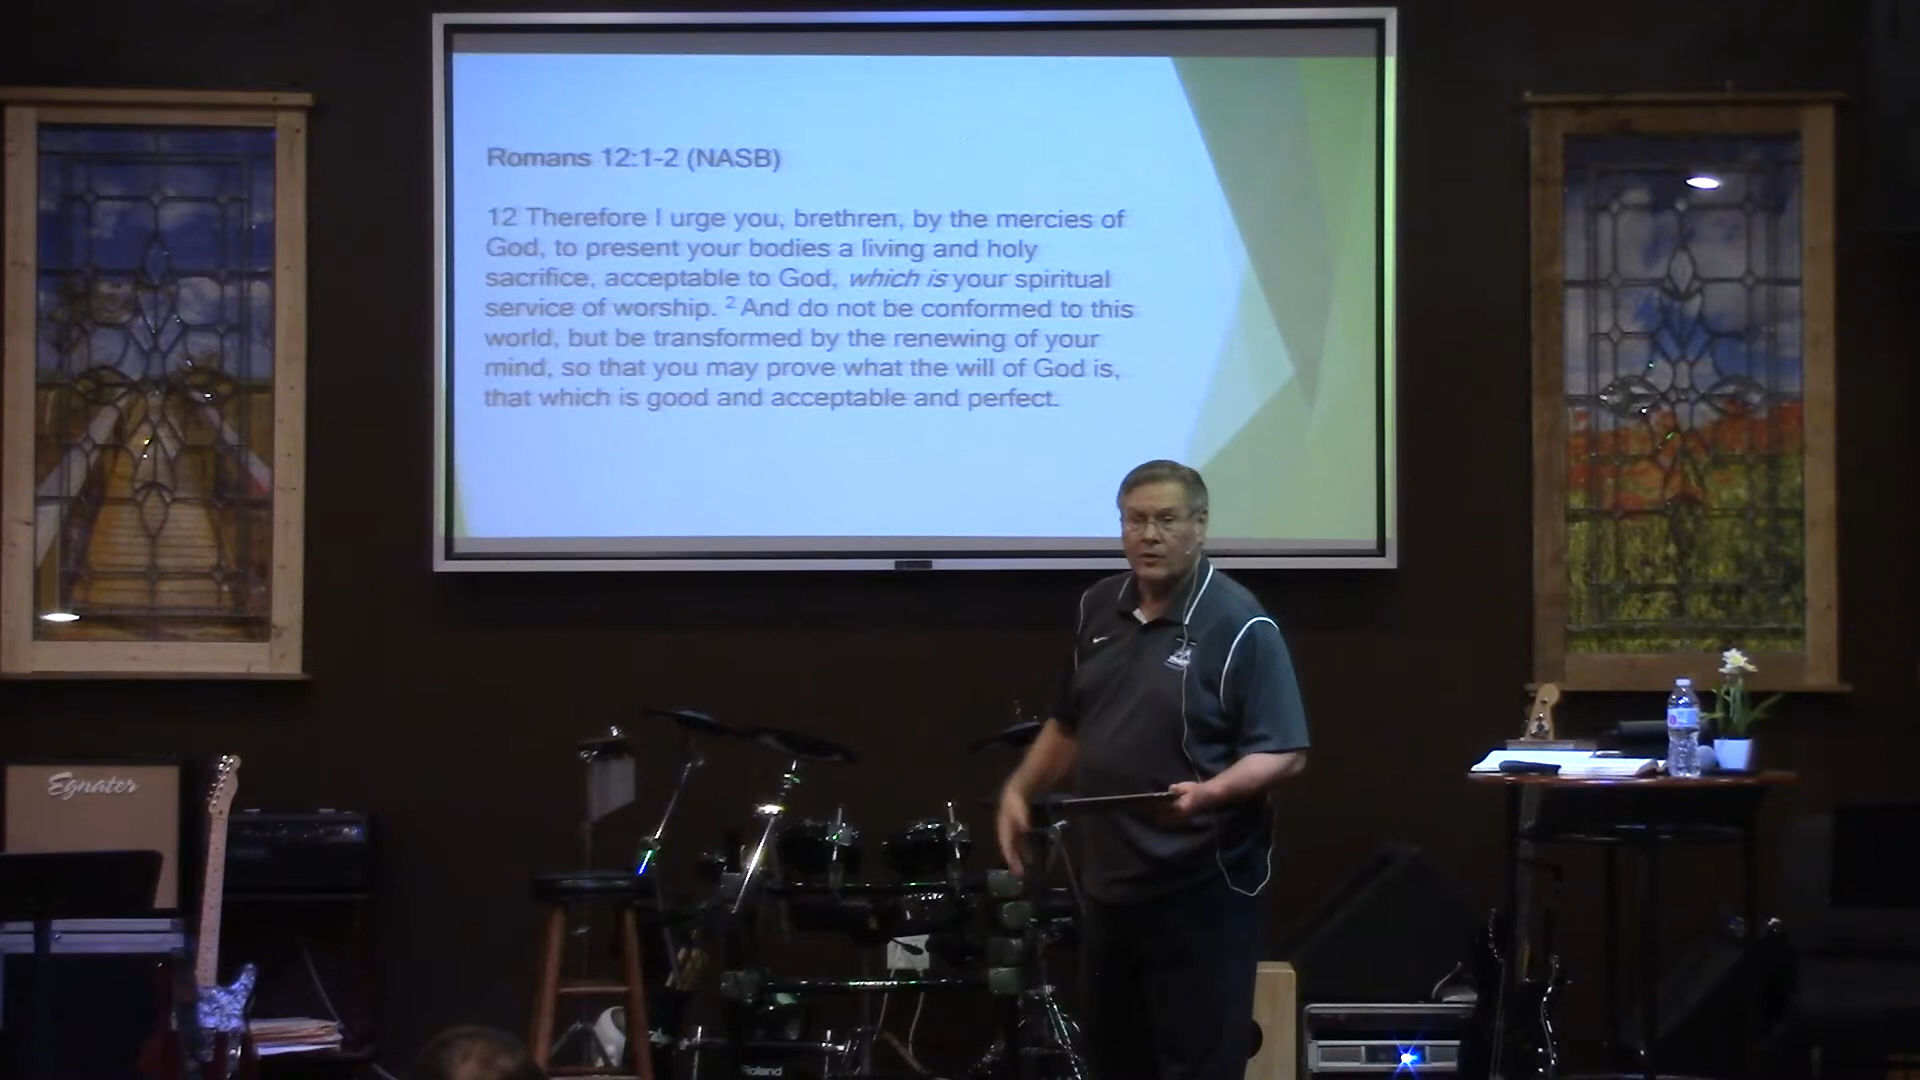 Romans 12:1-2 (NASB)
12 Therefore I urge you, brethren, by the mercies of
God, to present your bodies a living and holy
sacrifice, acceptable to God, which is your spiritual
service of worship. 2 And do not be conformed to this
world, but be transformed by the renewing of your
mind, so that you may prove what the will of God is,
that which is good and acceptable and perfect.
Egnater
Roland